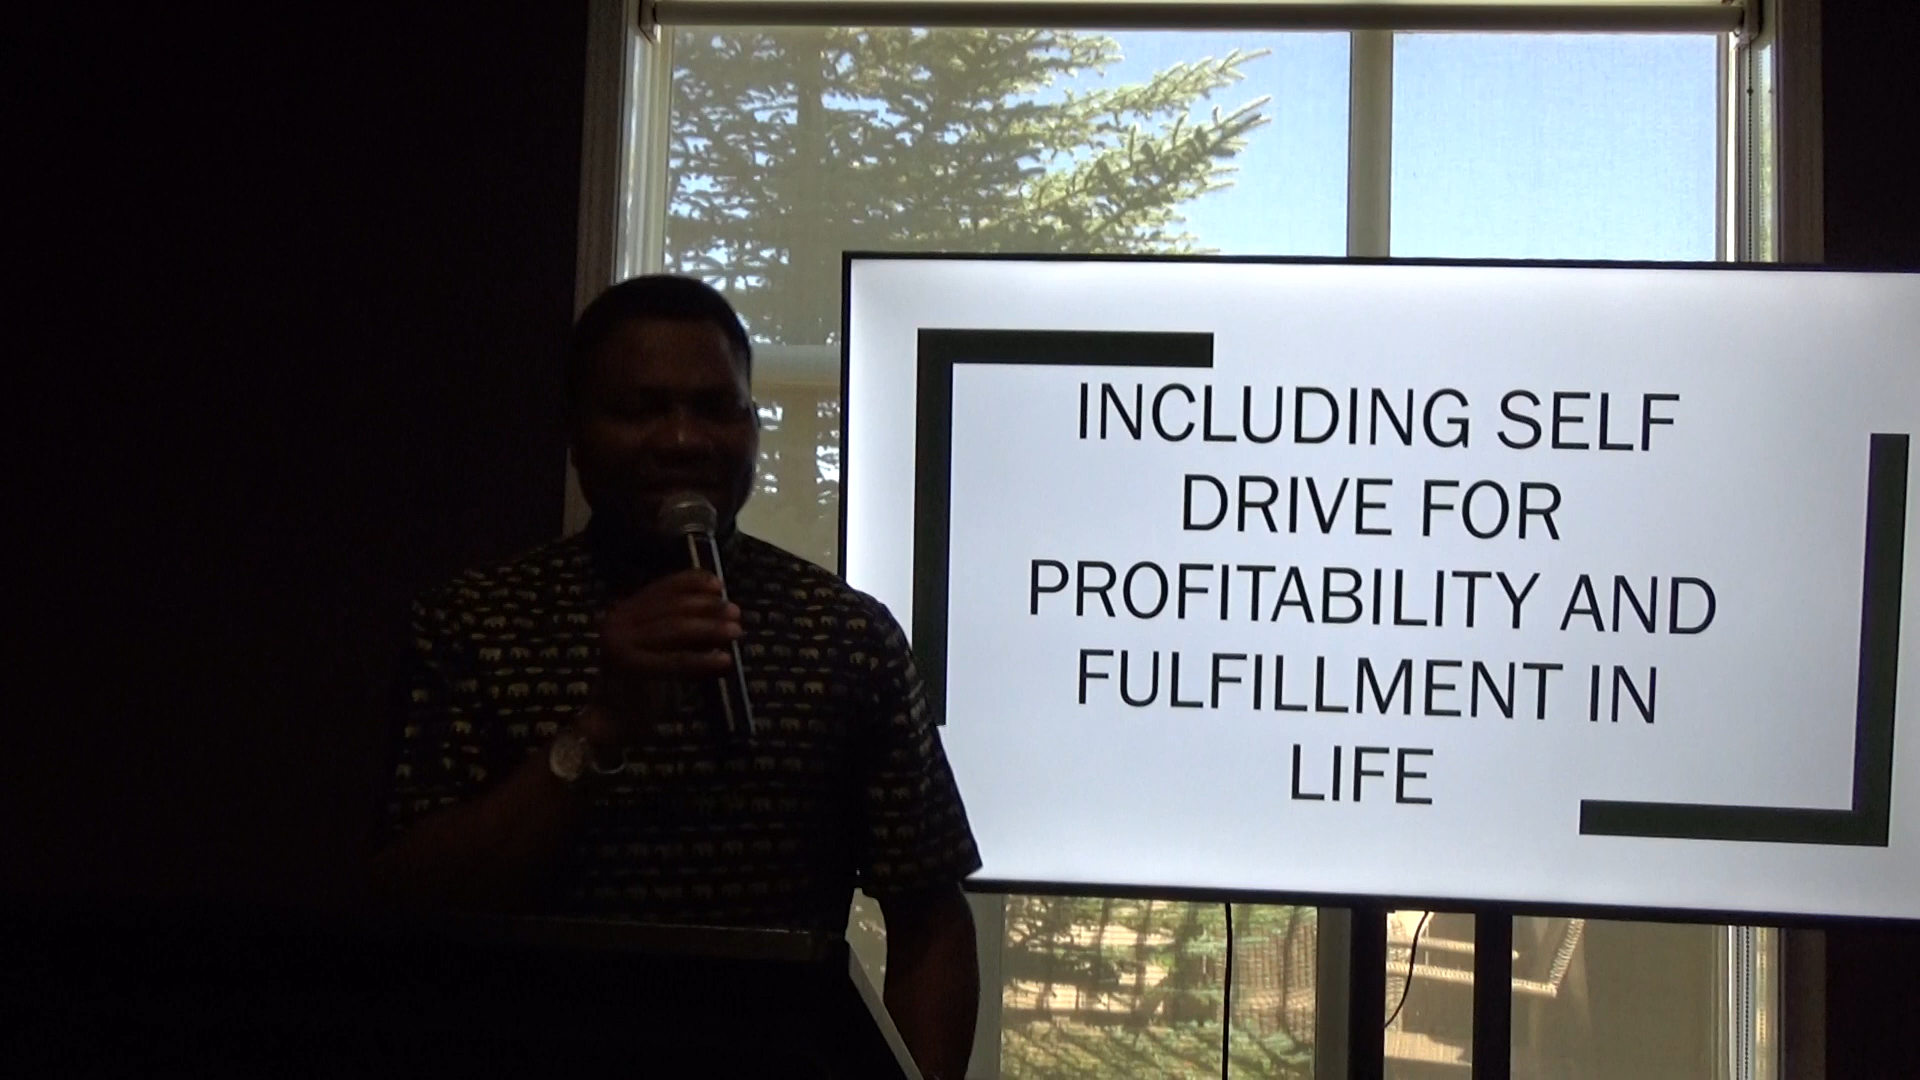 INCLUDING SELF
DRIVE FOR
PROFITABILITY AND
FULFILLMENT IN
LIFE